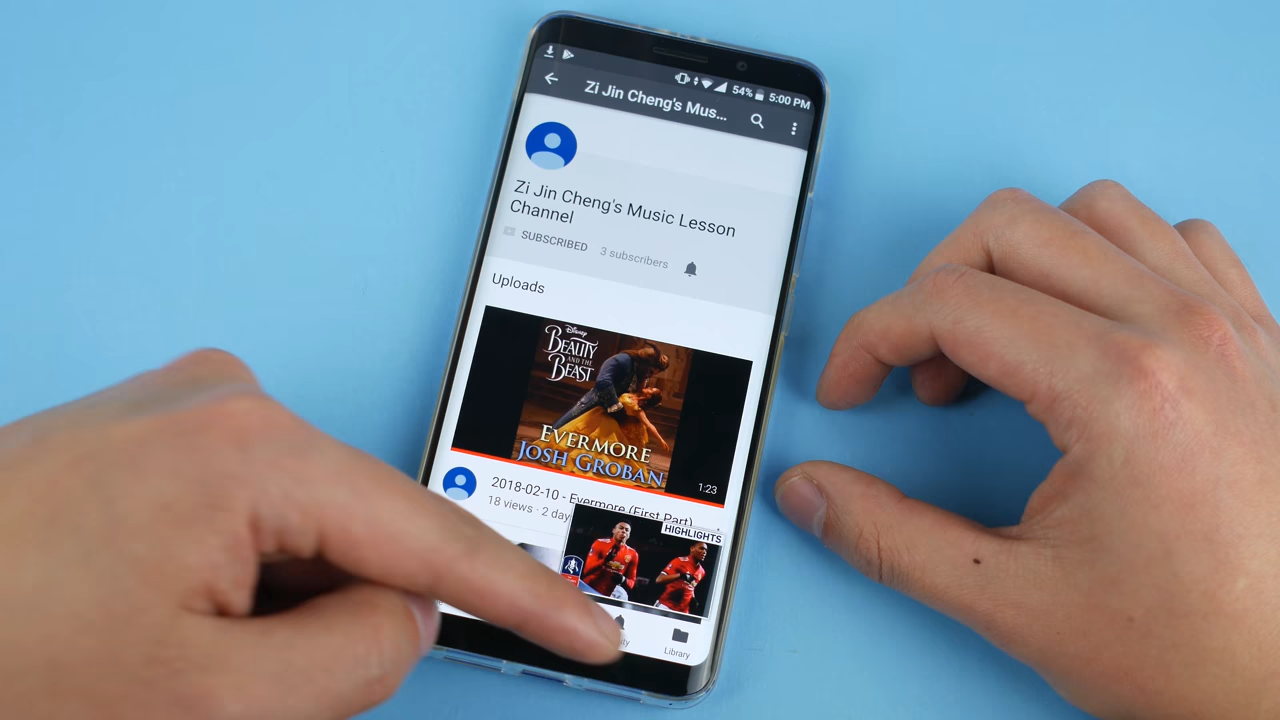 54% 5:00 PM
Zi Jin Cheng's Mus...
Zi Jin Cheng's Music Lesson
Channel
SUBSCRIBED 3 subscribers
Uploads
Disney
BEAUTY
AND THE
BEAST
EVERMORE
JOSH GROBAN
1:23
2018-02-10 - Evermore (First Part)
18 views · 2 day
HIGHLIGHTS
Library